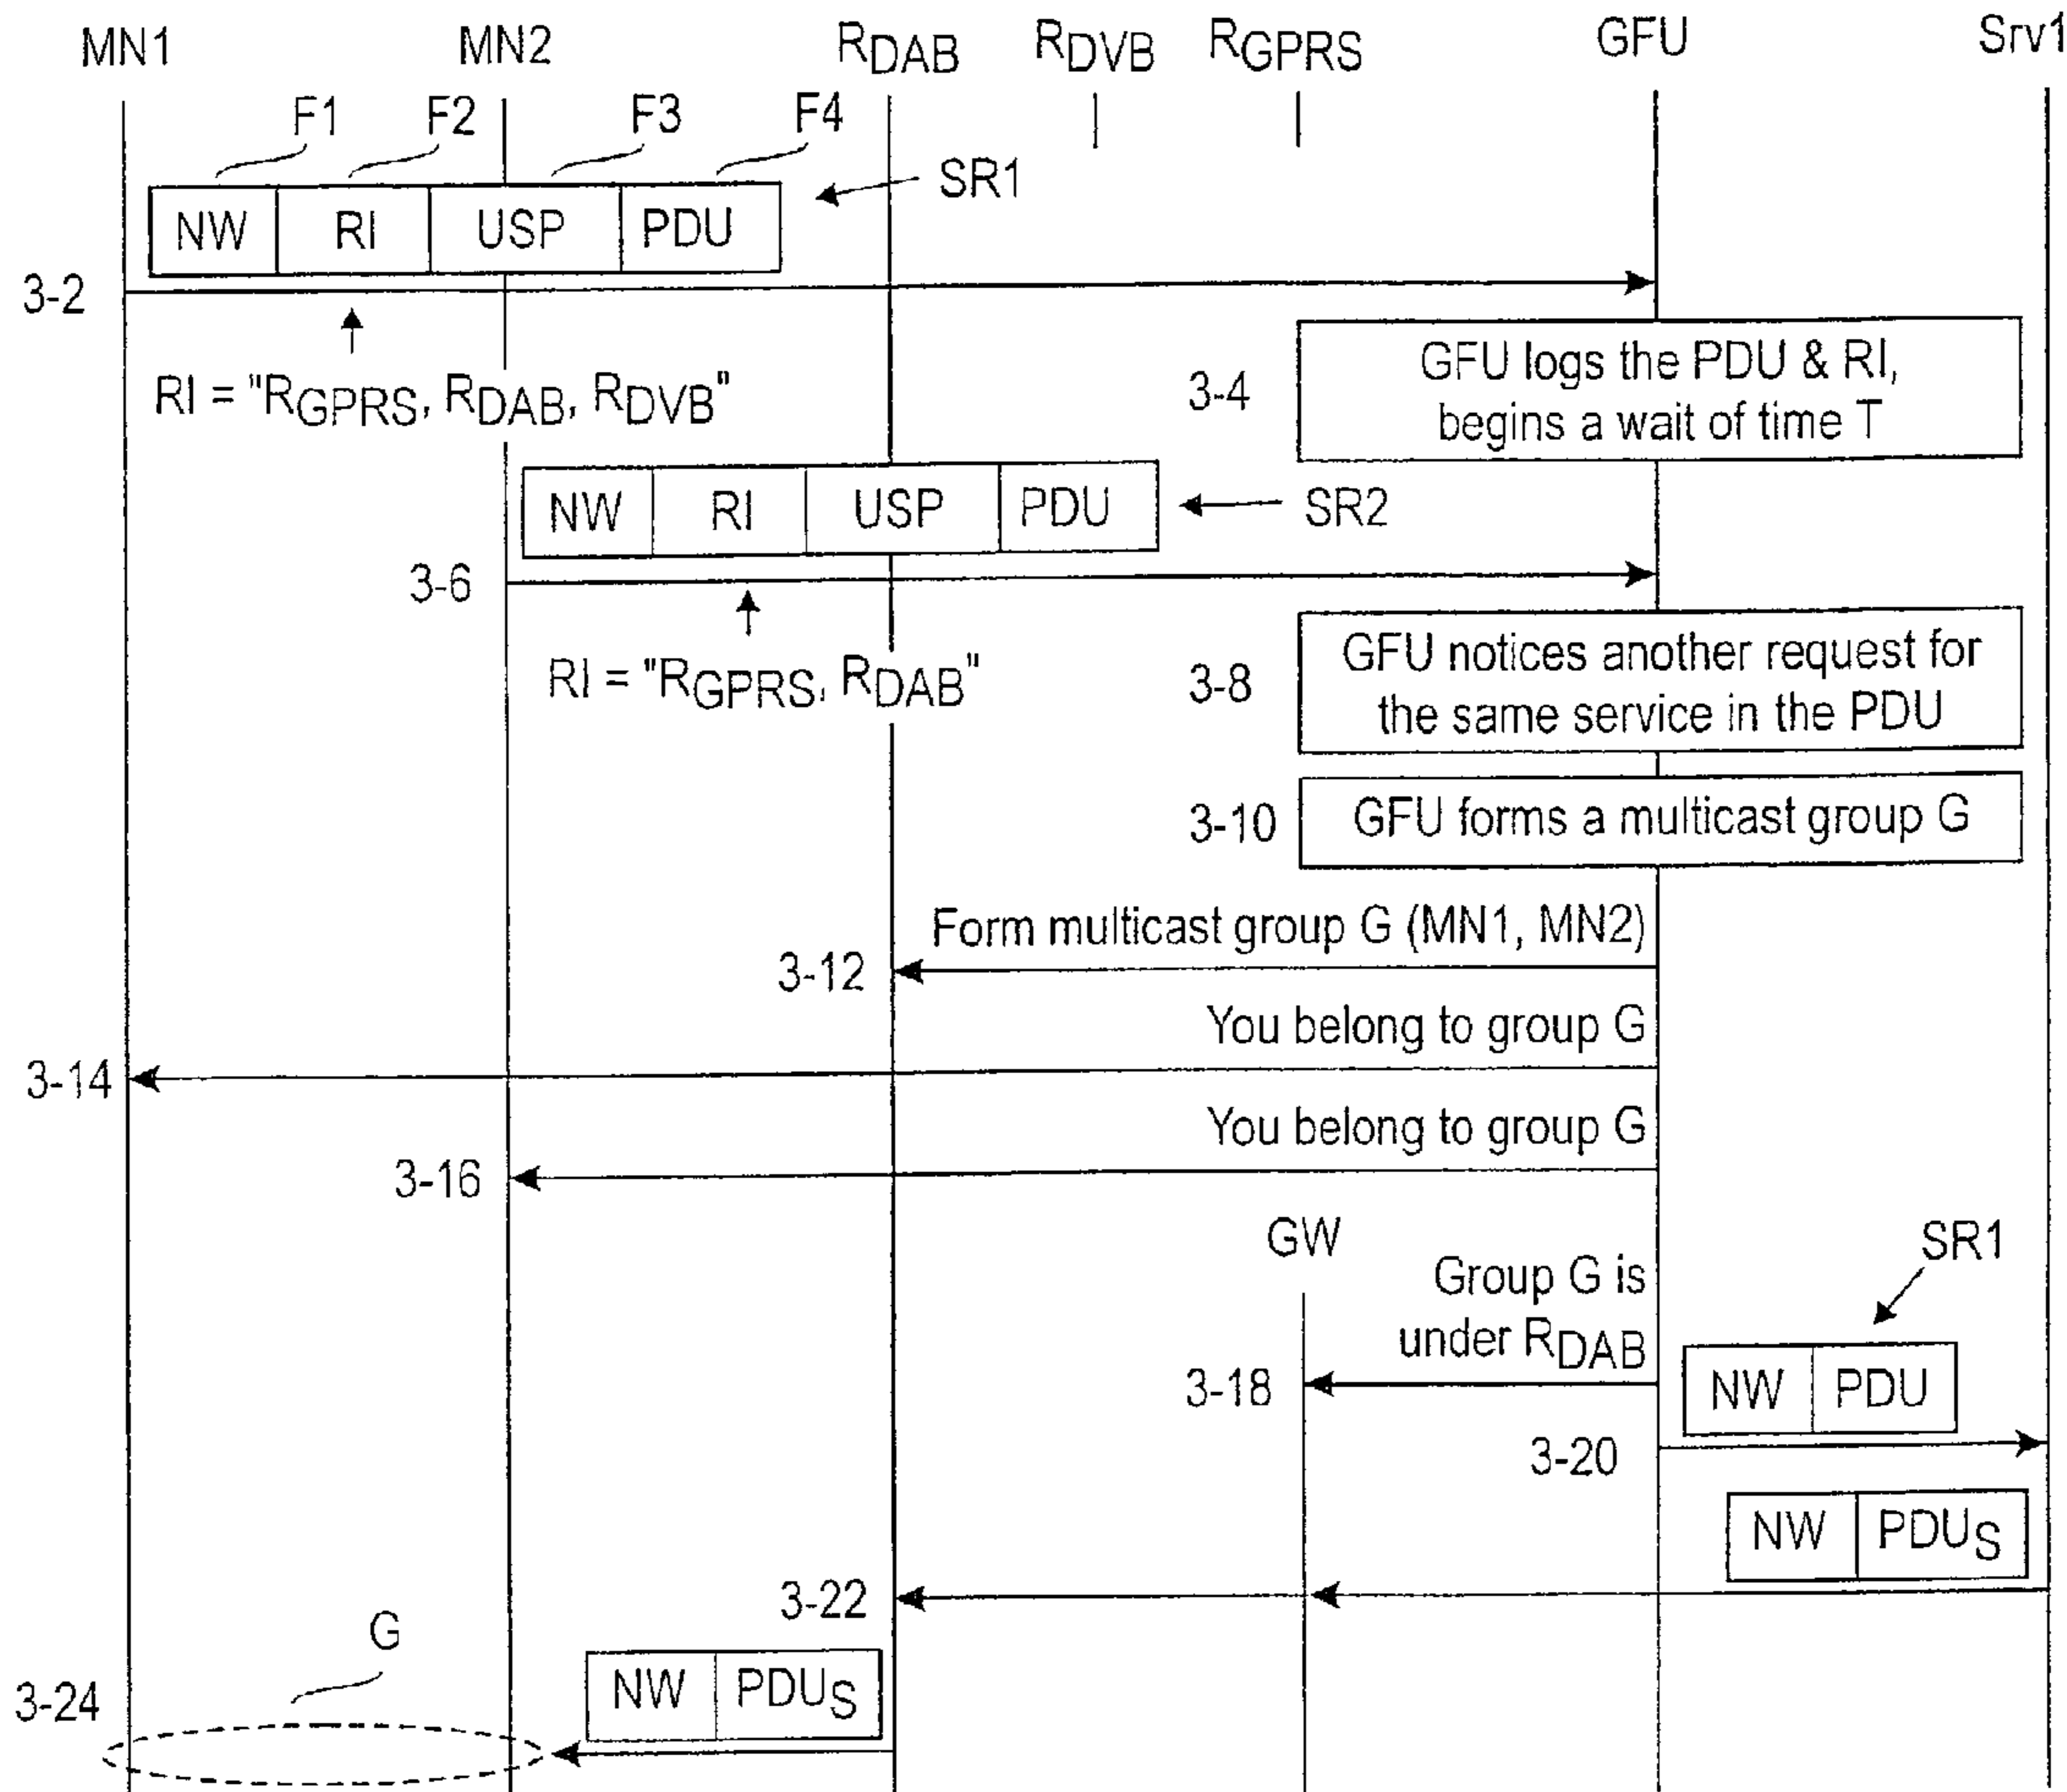 MN1 MN2 RDAB RDVB RGPRS GFU Srv1
F1 F2 F3 F4
NW RI USP PDU
SR1
3-2
RI = "RGPRS, RDAB, RDVB"
3-4
GFU logs the PDU & RI,
begins a wait of time T
NW RI USP PDU
SR2
3-6
RI = "RGPRS, RDAB"
3-8
GFU notices another request for
the same service in the PDU
3-10
GFU forms a multicast group G
Form multicast group G (MN1, MN2)
3-12
You belong to group G
3-14
You belong to group G
3-16
GW
Group G is
under RDAB
3-18
SR1
NW PDU
3-20
NW PDUS
3-22
G
NW PDUS
3-24